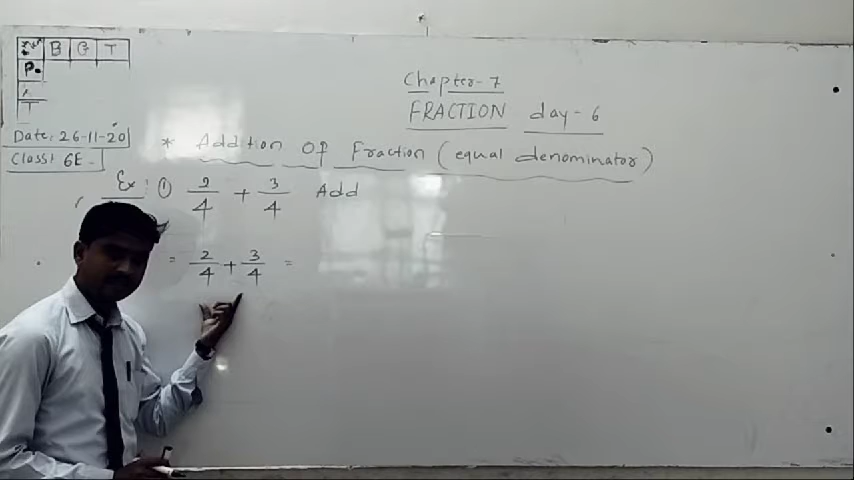 B G T
P.
T
Chapter-7
FRACTION day-6
Date: 26-11-20
Class: 6E-
* Addition Of Fraction (equal denominator)
Ex: ① 2/4 + 3/4 Add
= 2/4 + 3/4 =